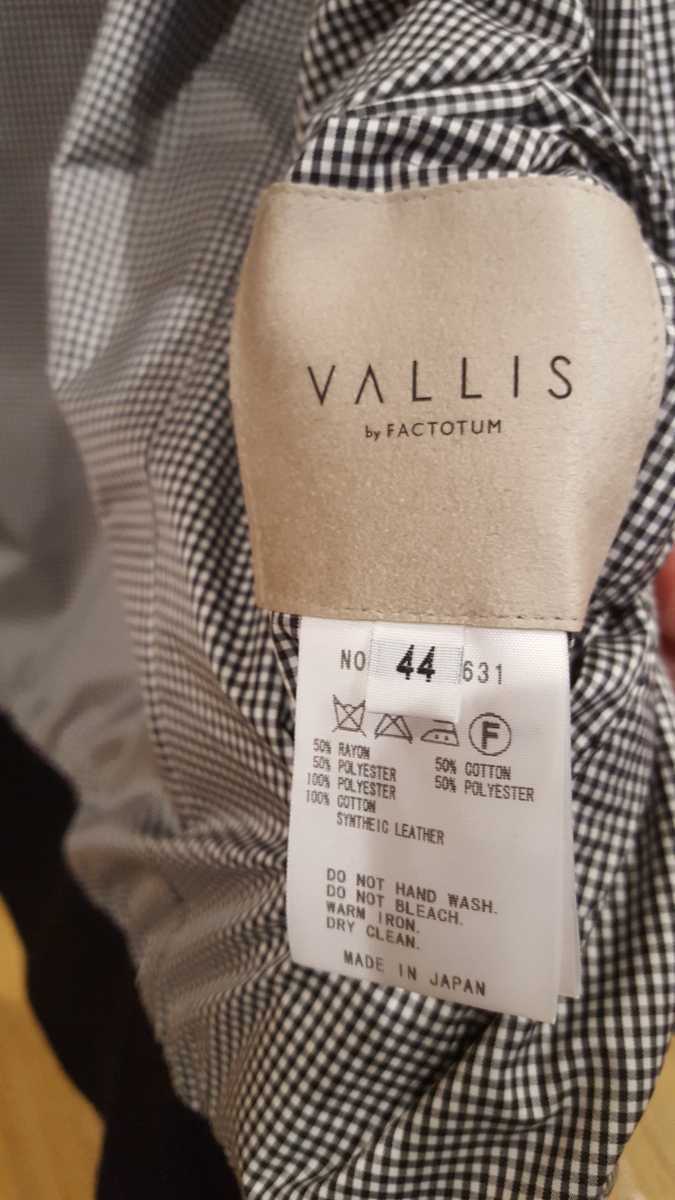 VALLIS
by FACTOTUM
NO 44 631
F
50% RAYON
50% POLYESTER 50% COTTON
100% POLYESTER 50% POLYESTER
100% COTTON
SYNTHEIC LEATHER
DO NOT HAND WASH.
DO NOT BLEACH.
WARM IRON.
DRY CLEAN.
MADE IN JAPAN